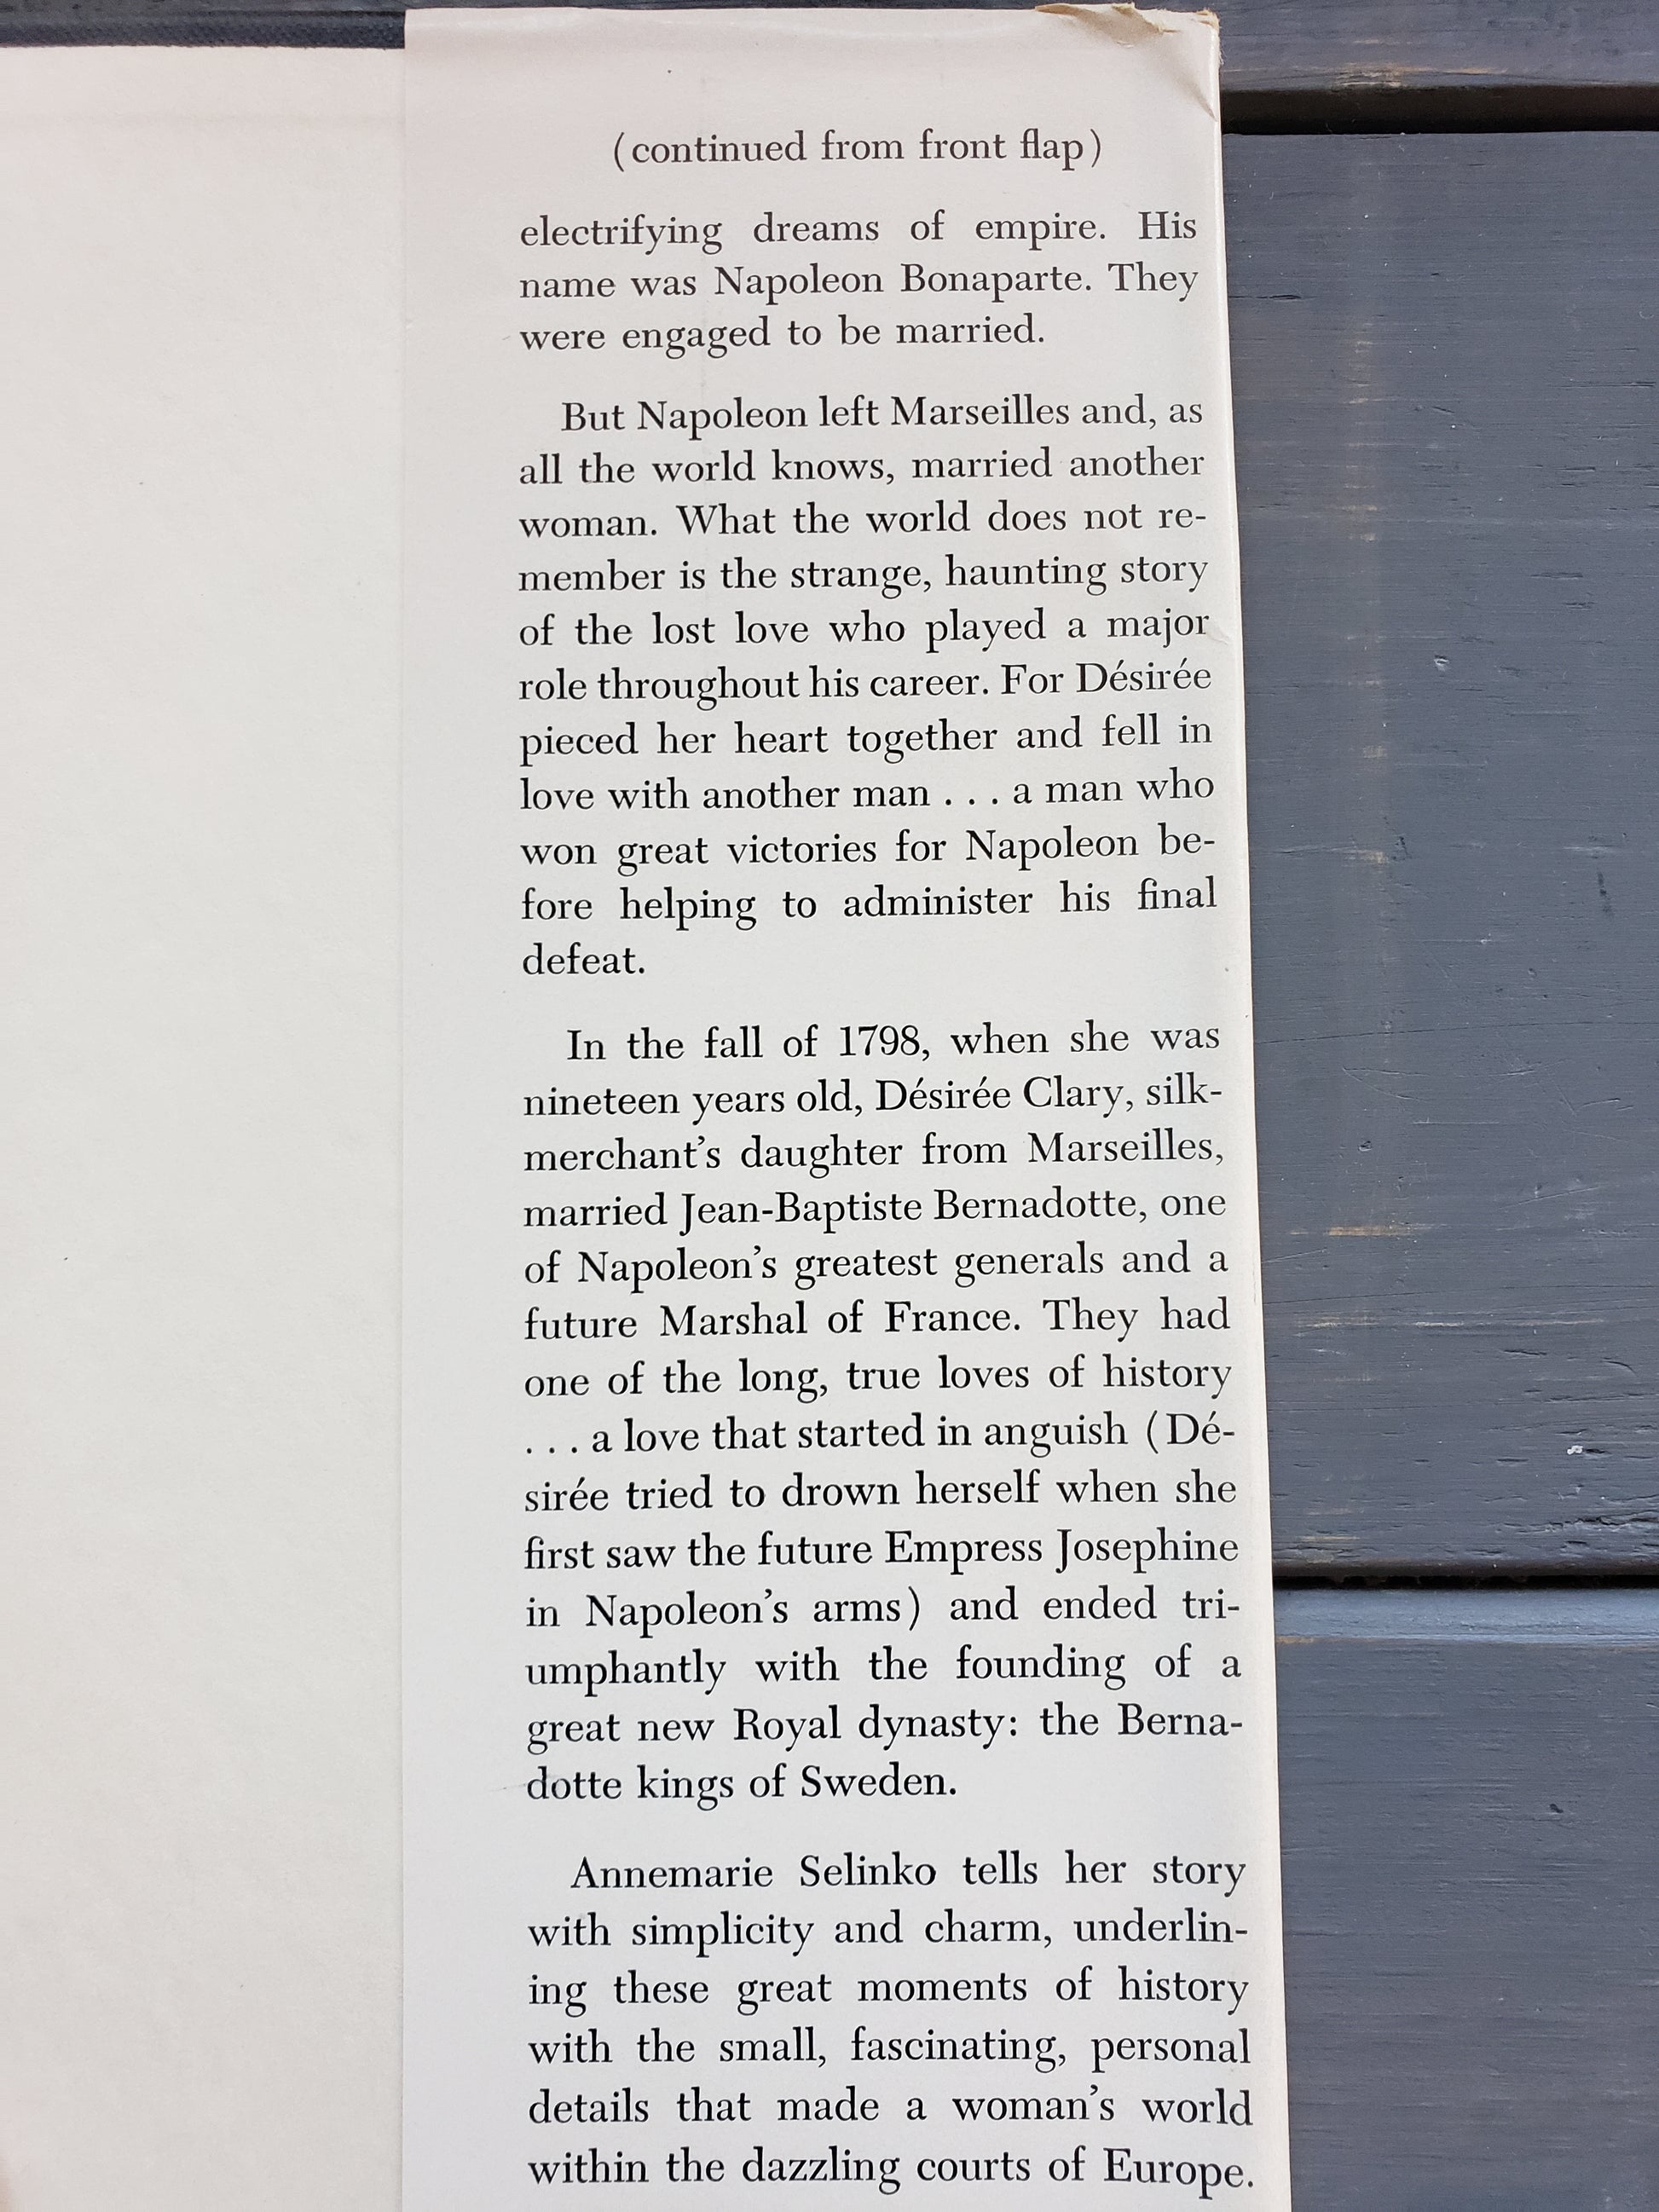 (continued from front flap)
electrifying dreams of empire. His
name was Napoleon Bonaparte. They
were engaged to be married.
But Napoleon left Marseilles and, as
all the world knows, married another
woman. What the world does not re-
member is the strange, haunting story
of the lost love who played a major
role throughout his career. For Désirée
pieced her heart together and fell in
love with another man . . . a man who
won great victories for Napoleon be-
fore helping to administer his final
defeat.
In the fall of 1798, when she was
nineteen years old, Désirée Clary, silk-
merchant's daughter from Marseilles,
married Jean-Baptiste Bernadotte, one
of Napoleon's greatest generals and a
future Marshal of France. They had
one of the long, true loves of history
. . . a love that started in anguish (Dé-
sirée tried to drown herself when she
first saw the future Empress Josephine
in Napoleon's arms) and ended tri-
umphantly with the founding of a
great new Royal dynasty: the Berna-
dotte kings of Sweden.
Annemarie Selinko tells her story
with simplicity and charm, underlin-
ing these great moments of history
with the small, fascinating, personal
details that made a woman's world
within the dazzling courts of Europe.